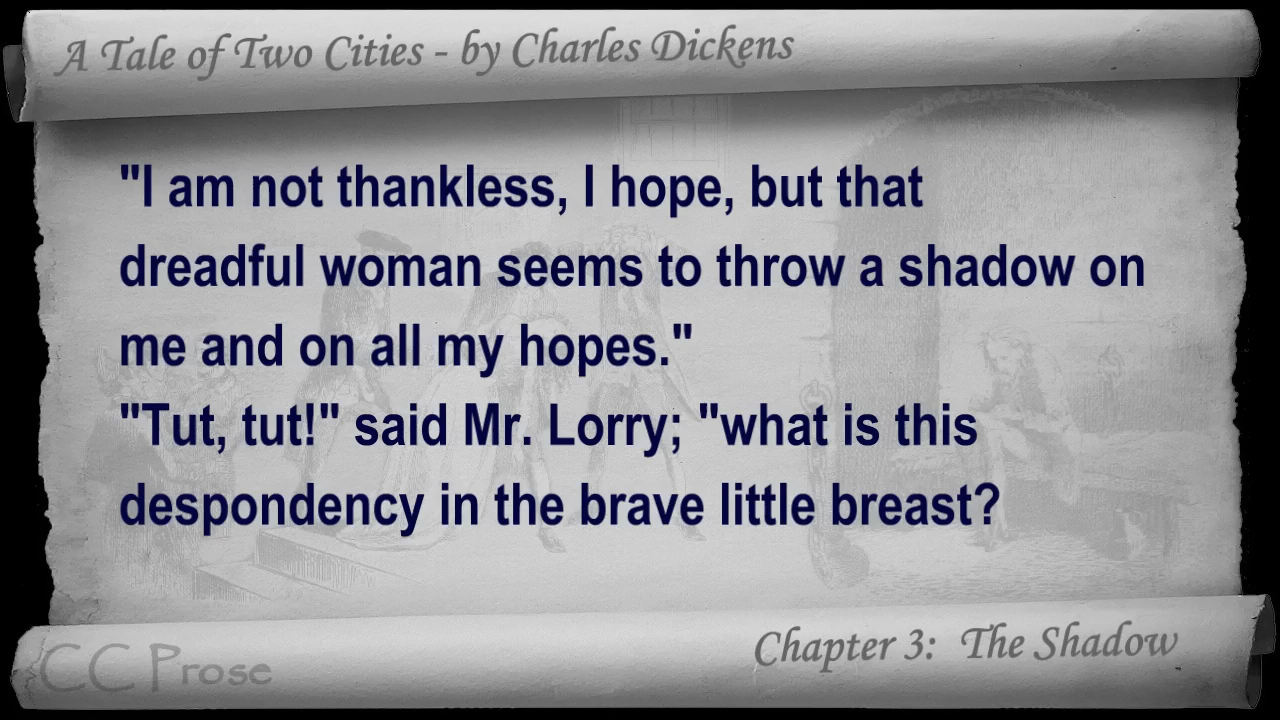 A Tale of Two Cities - by Charles Dickens
"I am not thankless, I hope, but that
dreadful woman seems to throw a shadow on
me and on all my hopes."
"Tut, tut!" said Mr. Lorry; "what is this
despondency in the brave little breast?
CC Prose
Chapter 3: The Shadow